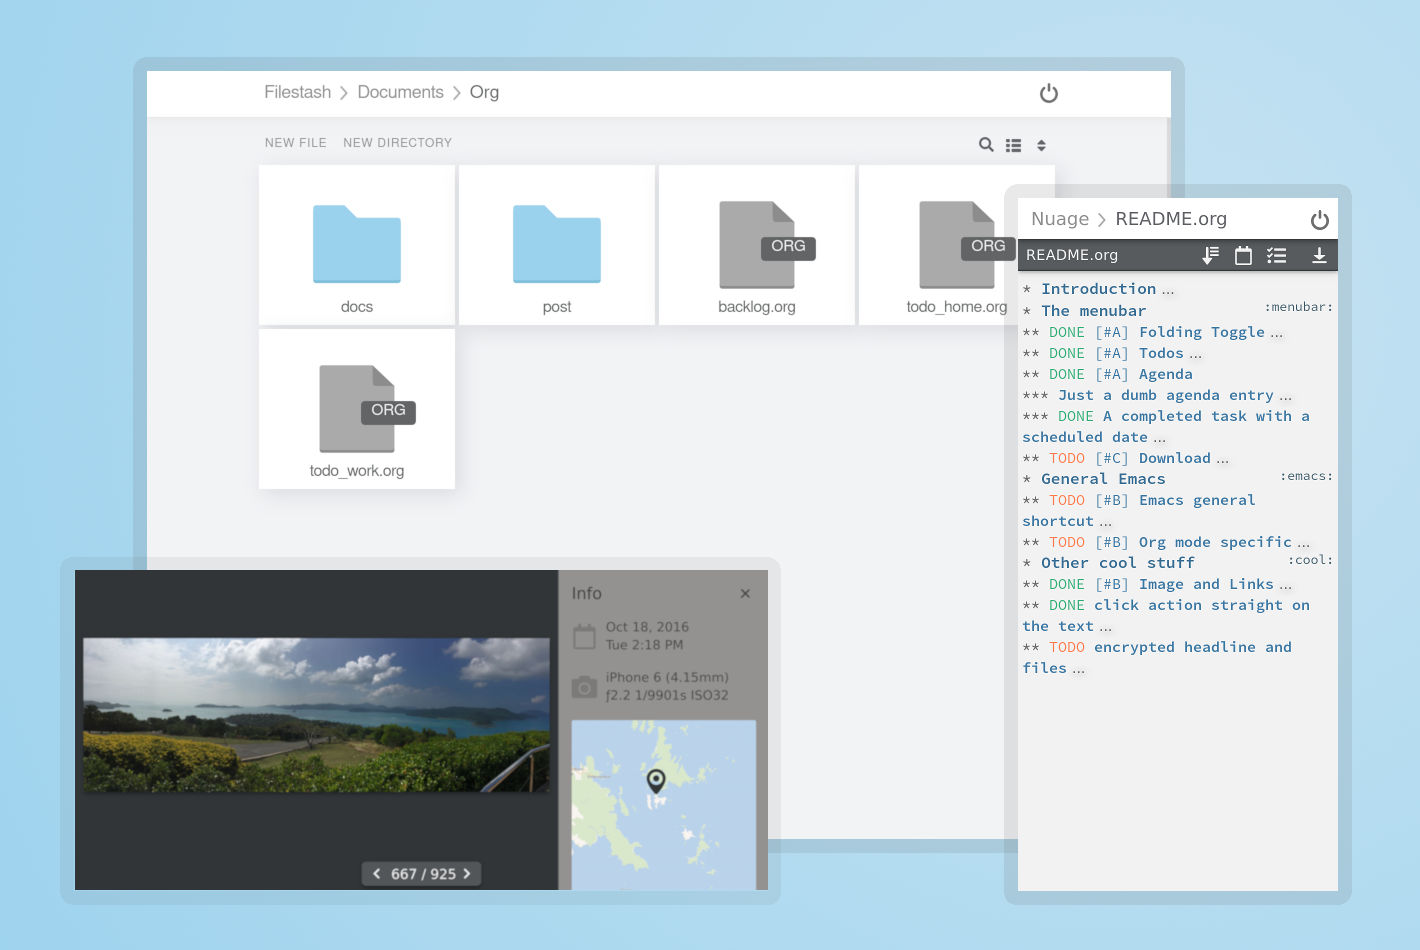 Filestash > Documents > Org
NEW FILE NEW DIRECTORY
docs
post
ORG
backlog.org
ORG
todo_home.org
ORG
todo_work.org
Nuage > README.org
README.org
* Introduction ...
* The menubar :menubar:
** DONE [#A] Folding Toggle ...
** DONE [#A] Todos ...
** DONE [#A] Agenda
*** Just a dumb agenda entry ...
*** DONE A completed task with a
scheduled date ...
** TODO [#C] Download ...
* General Emacs :emacs:
** TODO [#B] Emacs general
shortcut ...
** TODO [#B] Org mode specific ...
* Other cool stuff :cool:
** DONE [#B] Image and Links ...
** DONE click action straight on
the text ...
** TODO encrypted headline and
files ...
Info ×
Oct 18, 2016
Tue 2:18 PM
iPhone 6 (4.15mm)
ƒ2.2 1/9901s ISO32
< 667 / 925 >